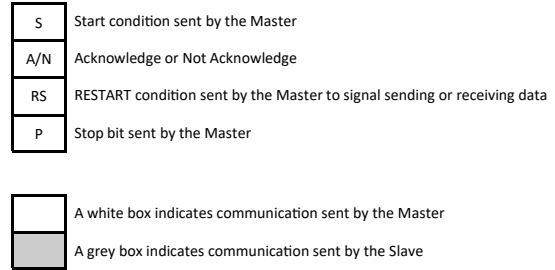 S Start condition sent by the Master
A/N Acknowledge or Not Acknowledge
RS RESTART condition sent by the Master to signal sending or receiving data
P Stop bit sent by the Master
A white box indicates communication sent by the Master
A grey box indicates communication sent by the Slave